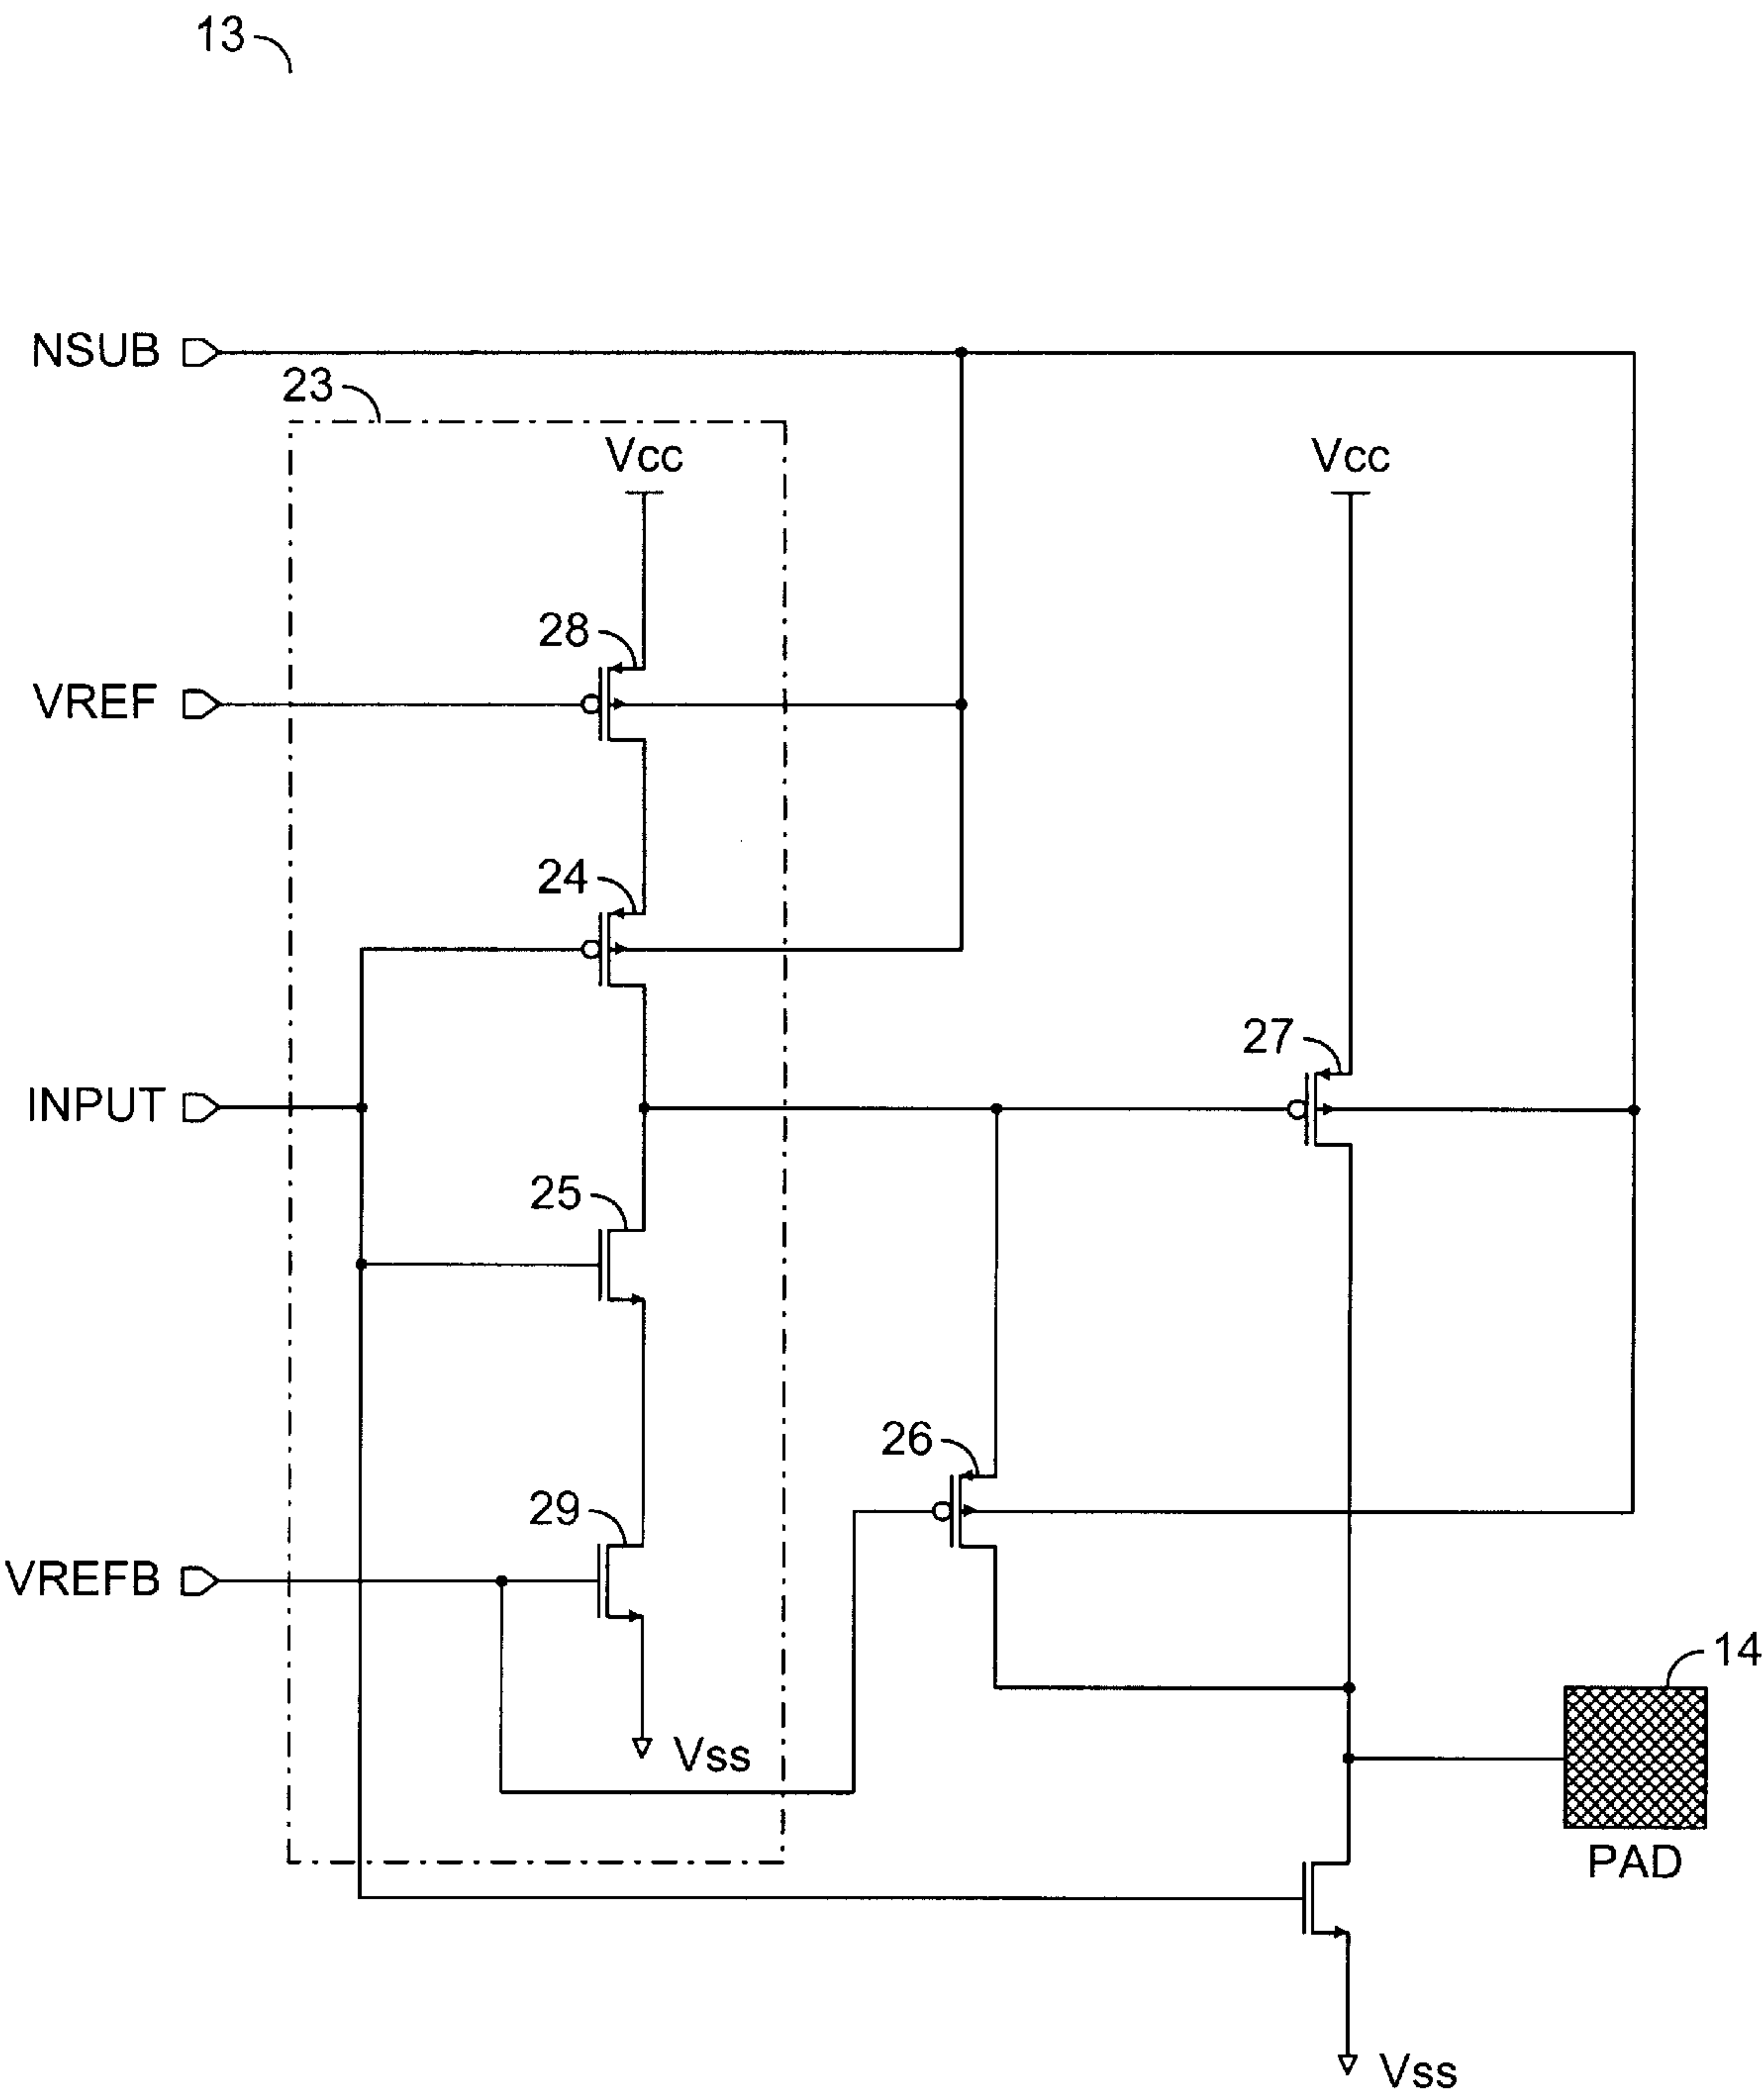 13
NSUB
23
Vcc
Vcc
28
VREF
24
27
INPUT
25
26
29
VREFB
14
Vss
PAD
Vss